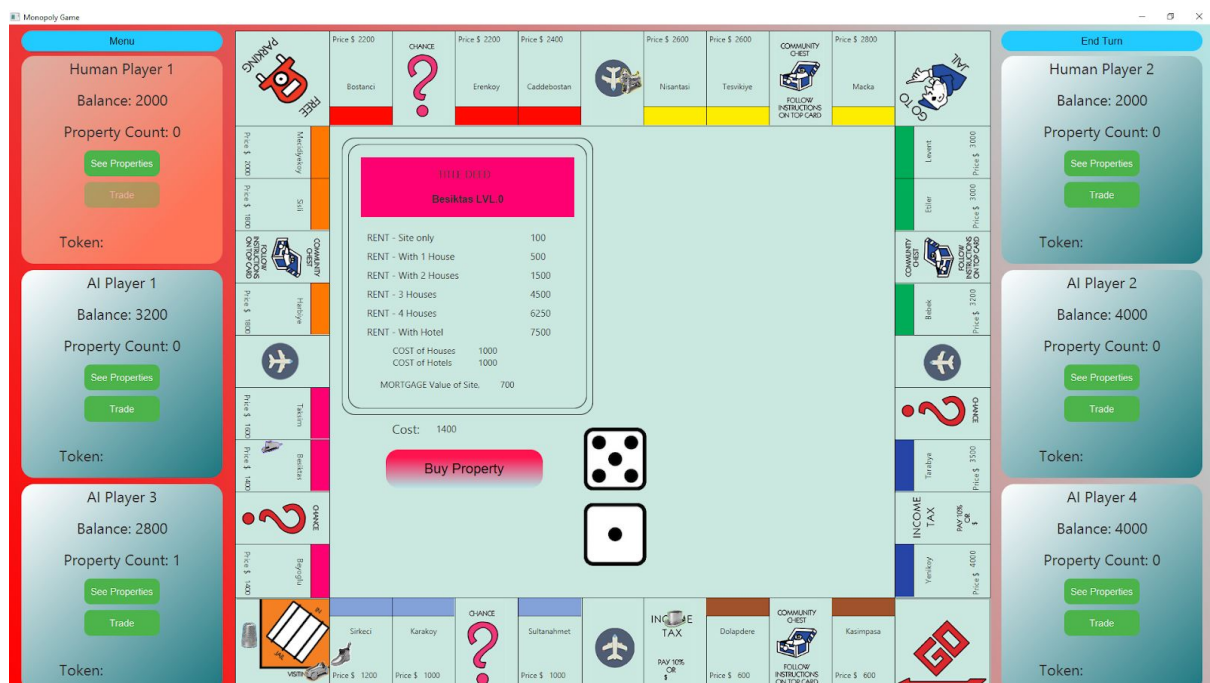 Monopoly Game
Menu
Human Player 1
Balance: 2000
Property Count: 0
See Properties
Trade
Token:
AI Player 1
Balance: 3200
Property Count: 0
See Properties
Trade
Token:
AI Player 3
Balance: 2800
Property Count: 1
See Properties
Trade
Token:
FREE
PARKING
Price $ 2200
Bostanci
CHANCE
Price $ 2200
Erenkoy
Price $ 2400
Caddebostan
Price $ 2600
Nisantasi
Price $ 2600
Tesvikiye
COMMUNITY
CHEST
FOLLOW
INSTRUCTIONS
ON TOP CARD
Price $ 2800
Macka
GO TO
JAIL
Mecidiyekoy
Price $ 2000
Sisli
Price $ 1800
COMMUNITY
CHEST
FOLLOW
INSTRUCTIONS
ON TOP CARD
Harbiye
Price $ 1800
Taksim
Price $ 1600
Besiktas
Price $ 1400
CHANCE
Beyoglu
Price $ 1400
TITLE DEED
Besiktas LVL:0
RENT - Site only 100
RENT - With 1 House 500
RENT - With 2 Houses 1500
RENT - 3 Houses 4500
RENT - 4 Houses 6250
RENT - With Hotel 7500
COST of Houses 1000
COST of Hotels 1000
MORTGAGE Value of Site, 700
Cost: 1400
Buy Property
Levent
Price $ 3000
Etiler
Price $ 3000
COMMUNITY
CHEST
FOLLOW
INSTRUCTIONS
ON TOP CARD
Bebek
Price $ 3200
CHANCE
Tarabya
Price $ 3500
INCOME
TAX
PAY 10%
OR
$
Yenikoy
Price $ 4000
IN
JAIL
Sirkeci
Price $ 1200
Karakoy
Price $ 1000
CHANCE
Sultanahmet
Price $ 1000
TAX
PAY 10%
OR
$
Dolapdere
Price $ 600
COMMUNITY
CHEST
FOLLOW
INSTRUCTIONS
ON TOP CARD
Kasimpasa
Price $ 600
GO
End Turn
Human Player 2
Balance: 2000
Property Count: 0
See Properties
Trade
Token:
AI Player 2
Balance: 4000
Property Count: 0
See Properties
Trade
Token:
AI Player 4
Balance: 4000
Property Count: 0
See Properties
Trade
Token: